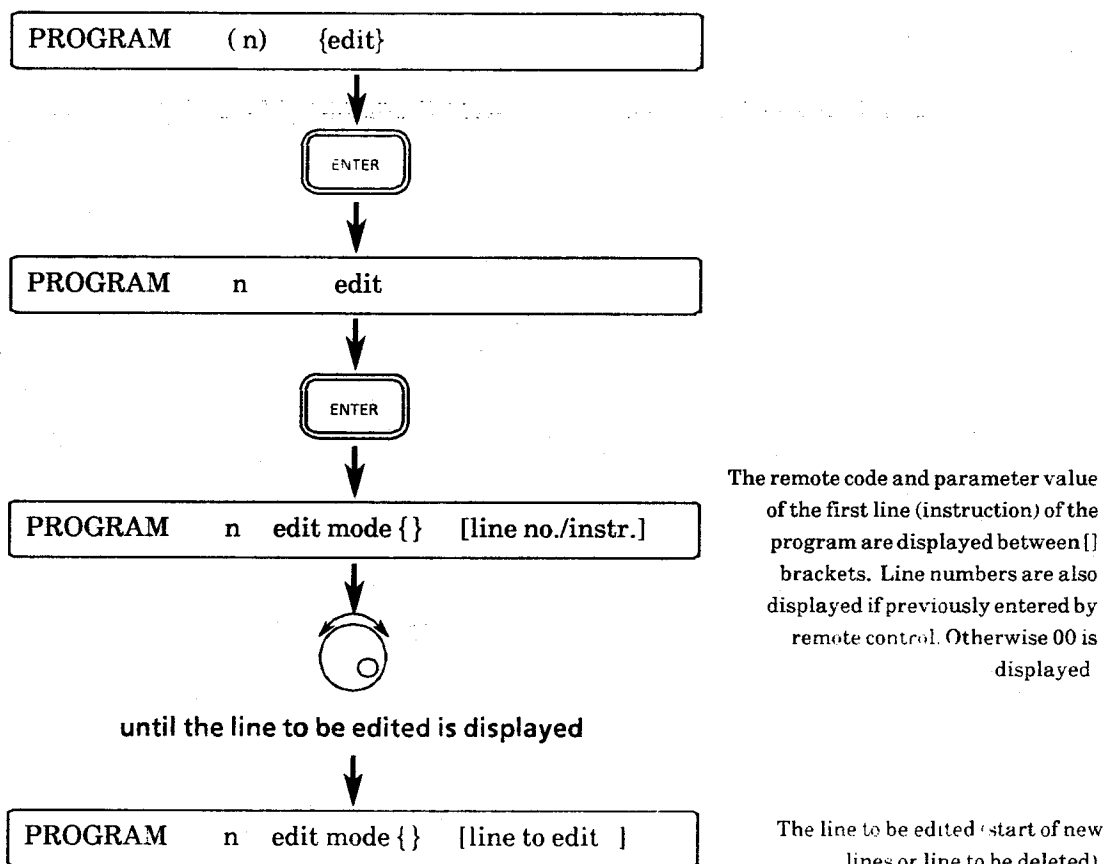 PROGRAM ( n) {edit}
ENTER
PROGRAM n edit
ENTER
PROGRAM n edit mode { } [line no./instr.]
The remote code and parameter value
of the first line (instruction) of the
program are displayed between []
brackets. Line numbers are also
displayed if previously entered by
remote control. Otherwise 00 is
displayed
until the line to be edited is displayed
PROGRAM n edit mode { } [line to edit ]
The line to be edited (start of new
lines or line to be deleted)